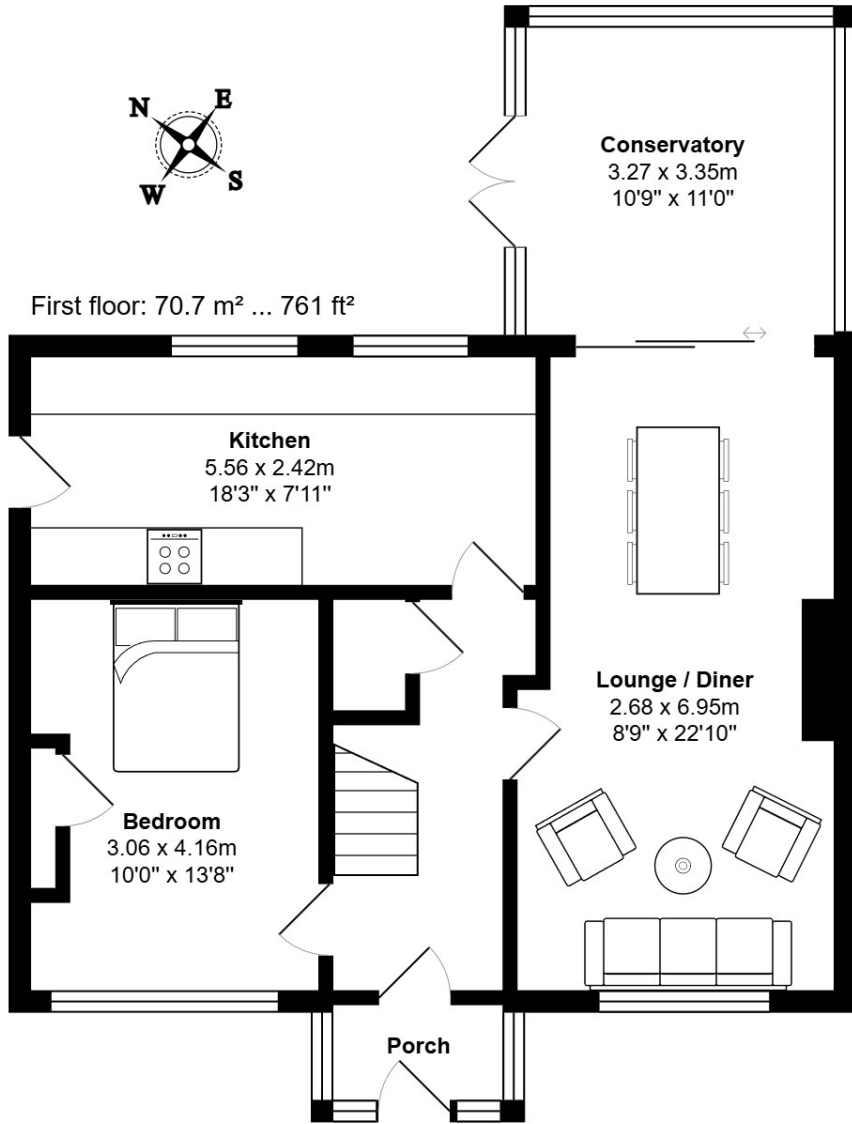 N
E
W
S
Conservatory
3.27 x 3.35m
10'9" x 11'0"
First floor: 70.7 m² ... 761 ft²
Kitchen
5.56 x 2.42m
18'3" x 7'11"
Lounge / Diner
2.68 x 6.95m
8'9" x 22'10"
Bedroom
3.06 x 4.16m
10'0" x 13'8"
Porch